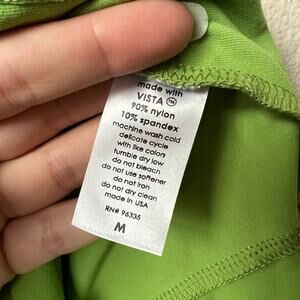 made with
VISTA™
90% nylon
10% spandex
machine wash cold
delicate cycle
with like colors
tumble dry low
do not bleach
do not use softener
do not iron
do not dry clean
made in USA
RN# 96335
M